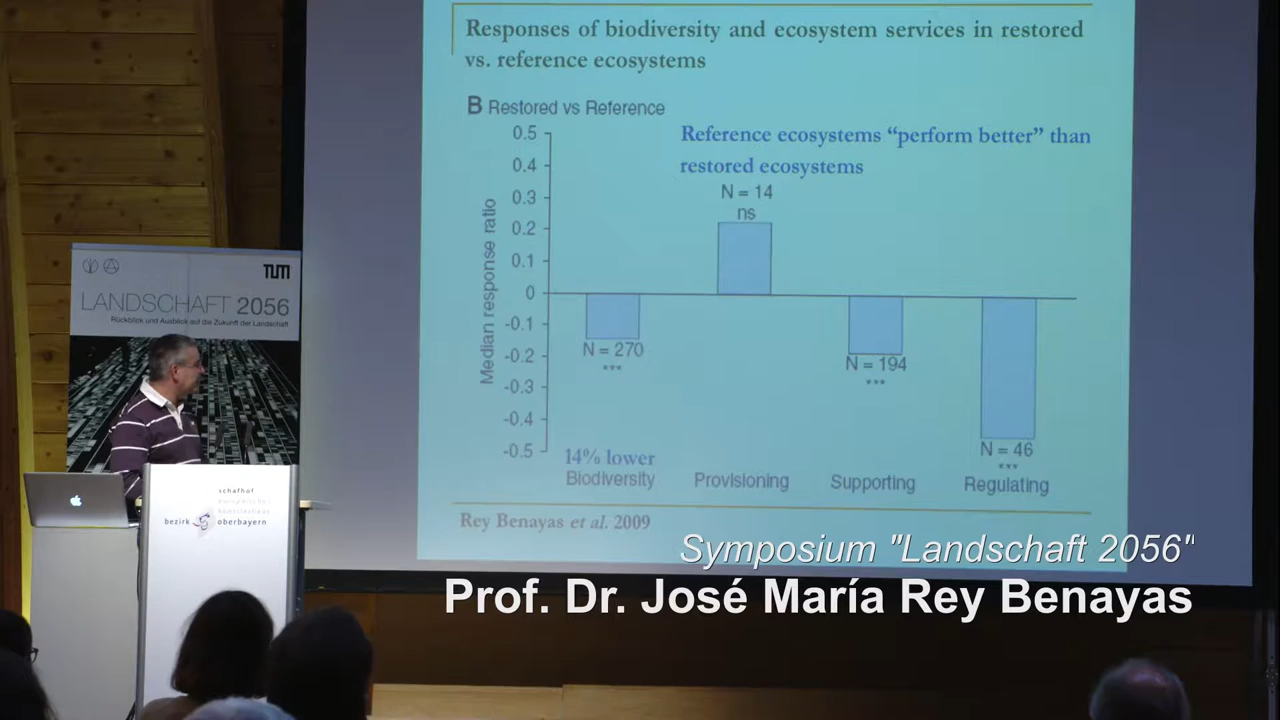 Responses of biodiversity and ecosystem services in restored
vs. reference ecosystems
B Restored vs Reference
Reference ecosystems “perform better” than
restored ecosystems
Median response ratio
0.5
0.4
0.3
0.2
0.1
0
-0.1
-0.2
-0.3
-0.4
-0.5
N = 14
ns
N = 270
***
N = 194
***
N = 46
***
14% lower
Biodiversity
Provisioning
Supporting
Regulating
Rey Benayas et al. 2009
TUM
LANDSCHAFT 2056
Rückblick und Ausblick auf die Zukunft der Landschaft
schafhof
künstlerhaus
bezirk oberbayern
Symposium "Landschaft 2056"
Prof. Dr. José María Rey Benayas